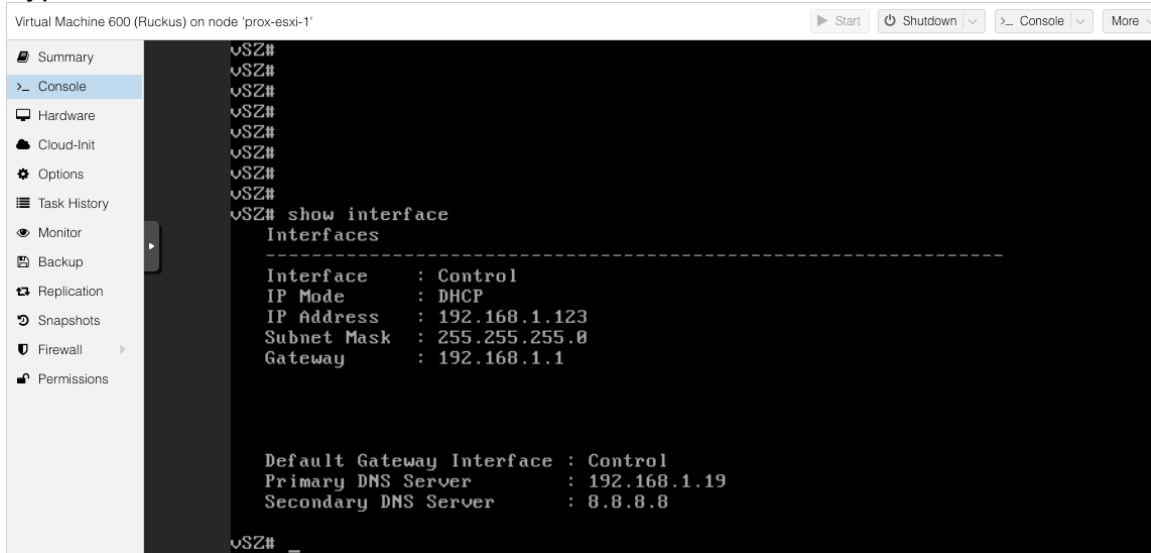 Virtual Machine 600 (Ruckus) on node 'prox-esxi-1'
Start
Shutdown
>_ Console
More
Summary
>_ Console
Hardware
Cloud-Init
Options
Task History
Monitor
Backup
Replication
Snapshots
Firewall
Permissions
vSZ#
vSZ#
vSZ#
vSZ#
vSZ#
vSZ#
vSZ#
vSZ#
vSZ# show interface
Interfaces
----------------------------------------------------------------------------------
Interface : Control
IP Mode : DHCP
IP Address : 192.168.1.123
Subnet Mask : 255.255.255.0
Gateway : 192.168.1.1
Default Gateway Interface : Control
Primary DNS Server : 192.168.1.19
Secondary DNS Server : 8.8.8.8
vSZ# _